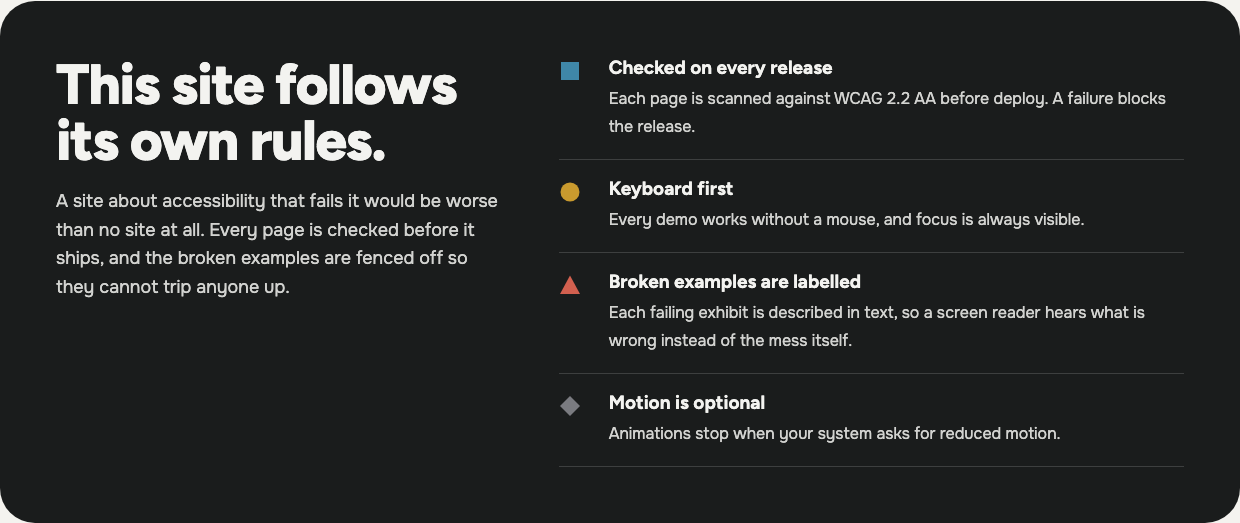 This site follows
its own rules.
A site about accessibility that fails it would be worse
than no site at all. Every page is checked before it
ships, and the broken examples are fenced off so
they cannot trip anyone up.
Checked on every release
Each page is scanned against WCAG 2.2 AA before deploy. A failure blocks
the release.
Keyboard first
Every demo works without a mouse, and focus is always visible.
Broken examples are labelled
Each failing exhibit is described in text, so a screen reader hears what is
wrong instead of the mess itself.
Motion is optional
Animations stop when your system asks for reduced motion.